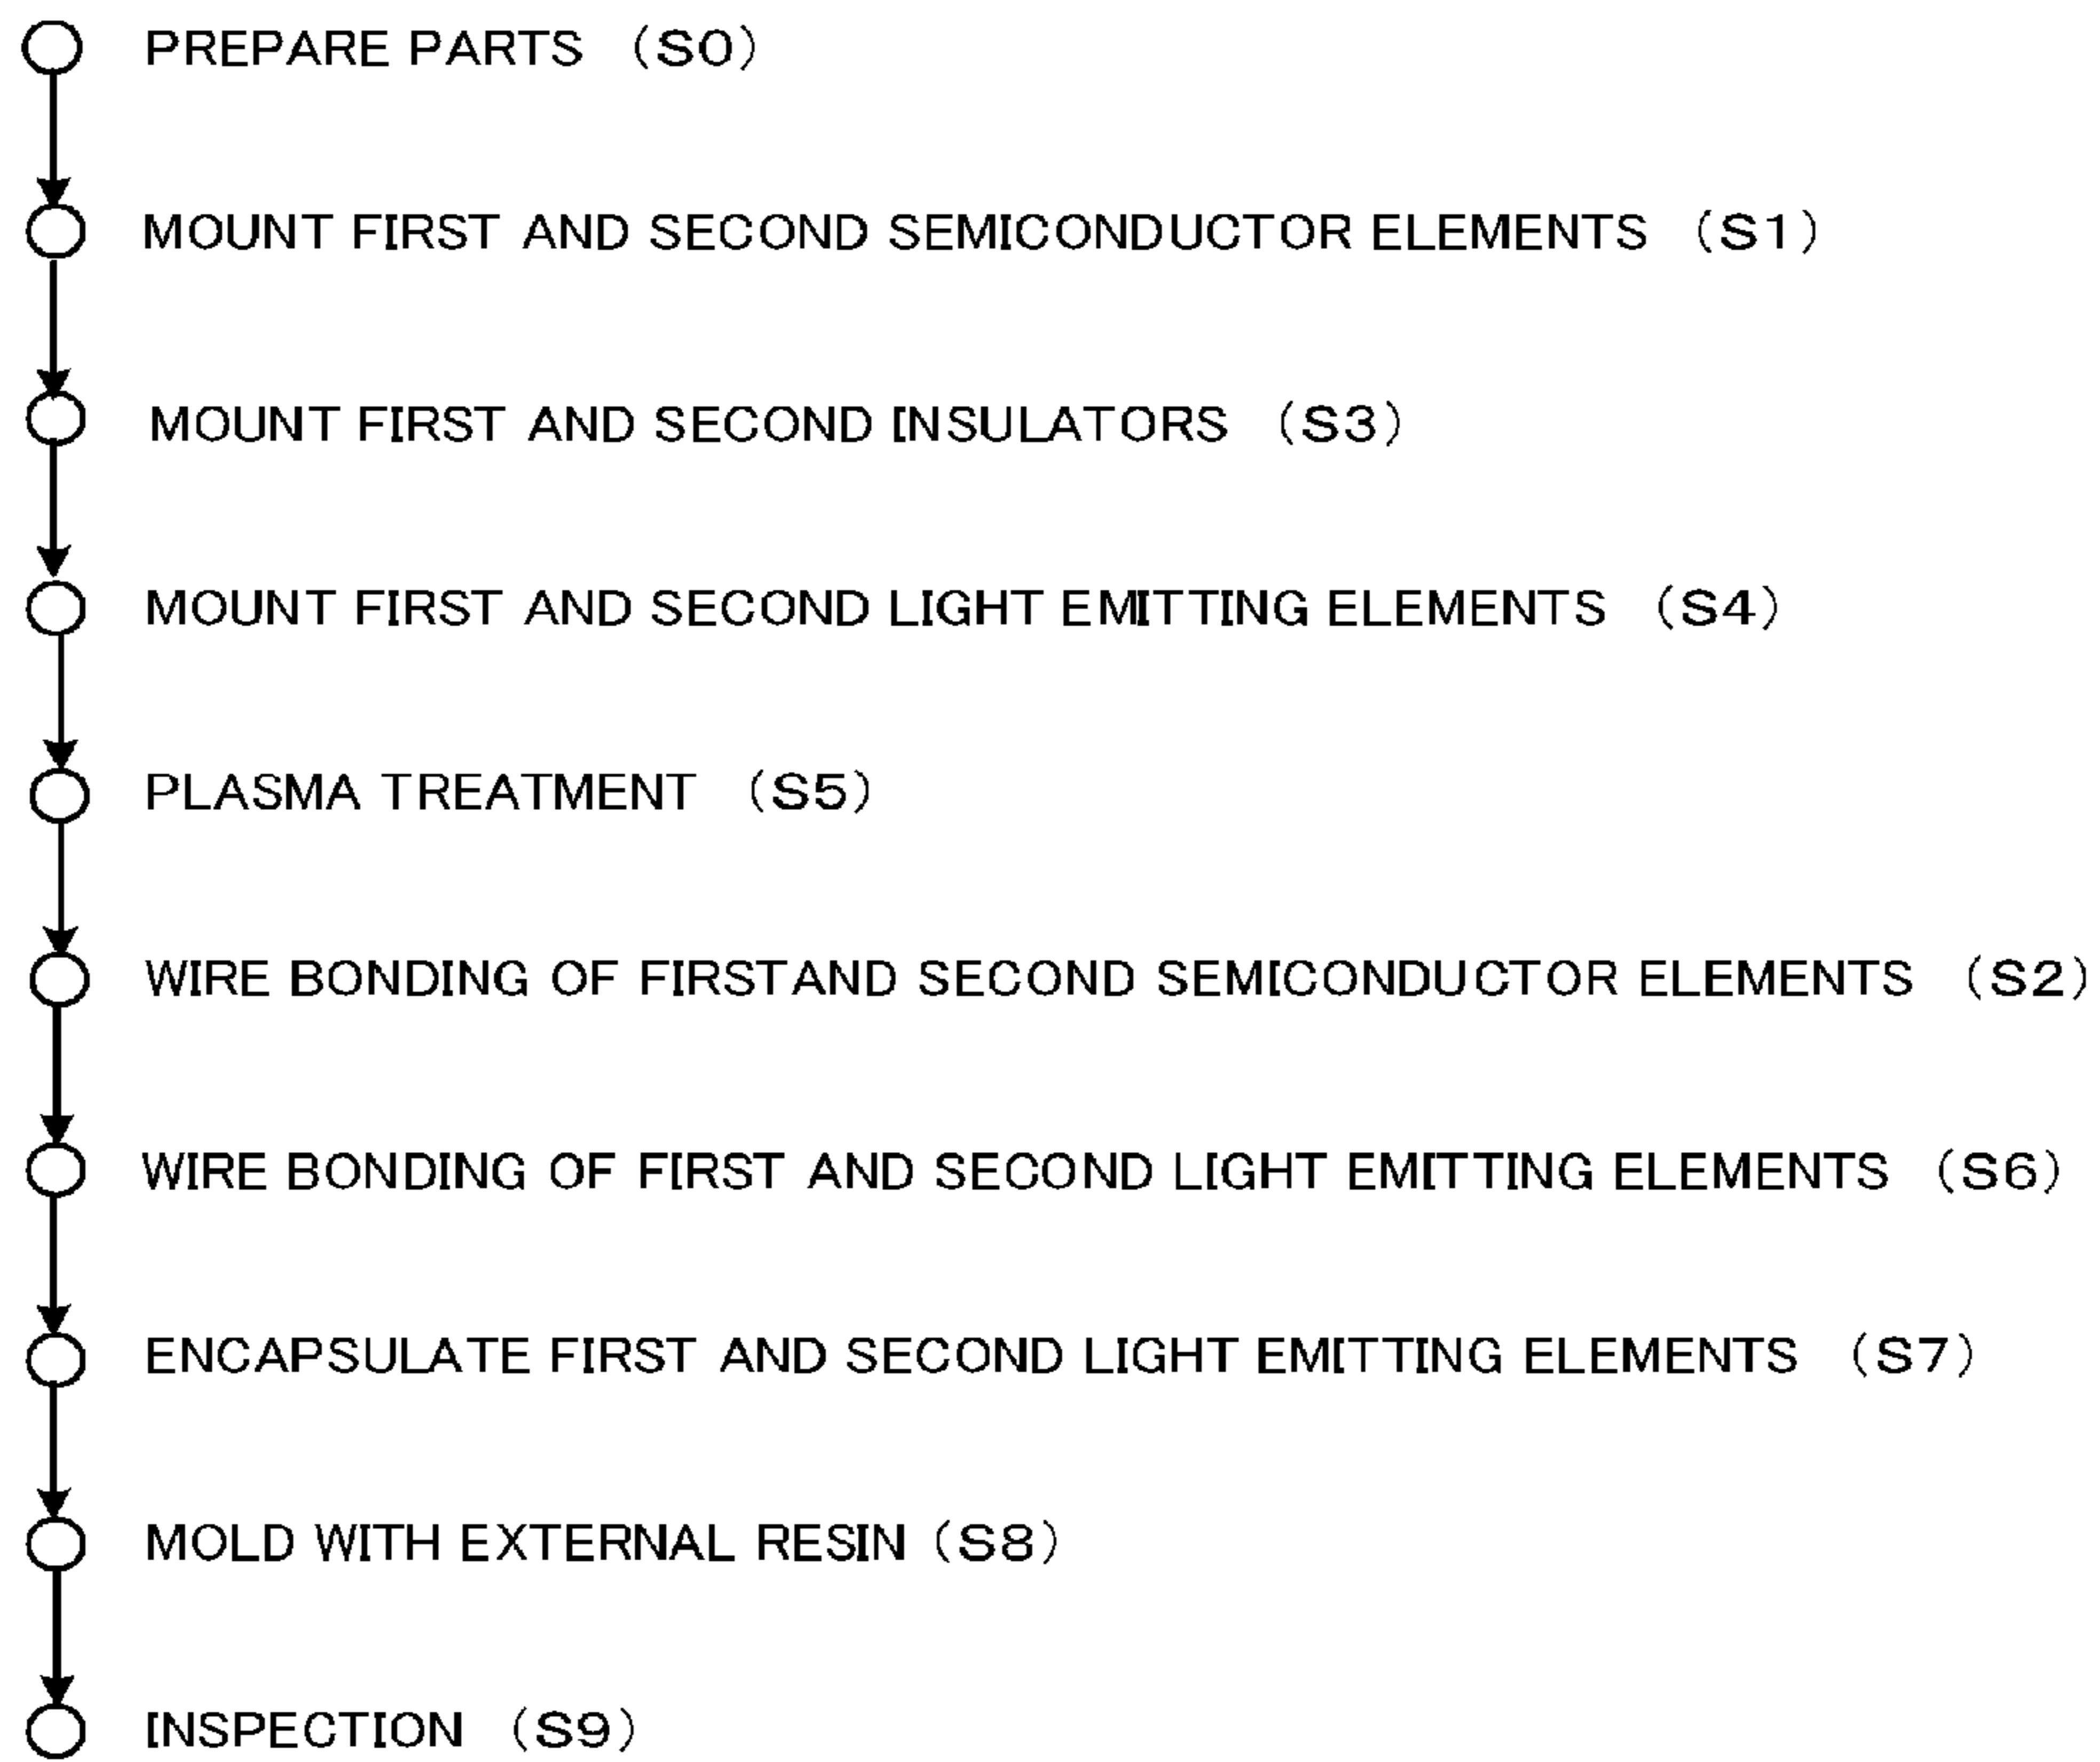 PREPARE PARTS (S0)
MOUNT FIRST AND SECOND SEMICONDUCTOR ELEMENTS (S1)
MOUNT FIRST AND SECOND INSULATORS (S3)
MOUNT FIRST AND SECOND LIGHT EMITTING ELEMENTS (S4)
PLASMA TREATMENT (S5)
WIRE BONDING OF FIRSTAND SECOND SEMICONDUCTOR ELEMENTS (S2)
WIRE BONDING OF FIRST AND SECOND LIGHT EMITTING ELEMENTS (S6)
ENCAPSULATE FIRST AND SECOND LIGHT EMITTING ELEMENTS (S7)
MOLD WITH EXTERNAL RESIN (S8)
INSPECTION (S9)